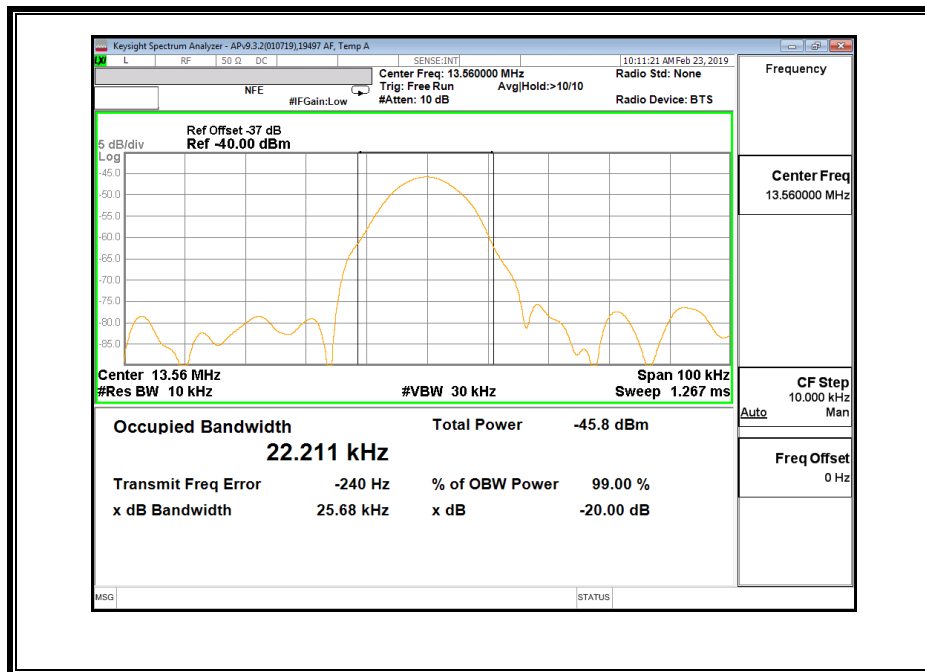 Keysight Spectrum Analyzer - APv9.3.2(010719),19497 AF, Temp A
LXI L RF 50 Ω DC SENSE:INT 10:11:21 AM Feb 23, 2019
Center Freq: 13.560000 MHz Radio Std: None
NFE Trig: Free Run Avg|Hold:>10/10
#IFGain:Low #Atten: 10 dB Radio Device: BTS
Ref Offset -37 dB
5 dB/div Ref -40.00 dBm
Log
-45.0
-50.0
-55.0
-60.0
-65.0
-70.0
-75.0
-80.0
-85.0
Center 13.56 MHz Span 100 kHz
#Res BW 10 kHz #VBW 30 kHz Sweep 1.267 ms
Occupied Bandwidth Total Power -45.8 dBm
22.211 kHz
Transmit Freq Error -240 Hz % of OBW Power 99.00 %
x dB Bandwidth 25.68 kHz x dB -20.00 dB
MSG STATUS
Frequency
Center Freq
13.560000 MHz
CF Step
10.000 kHz
Auto Man
Freq Offset
0 Hz